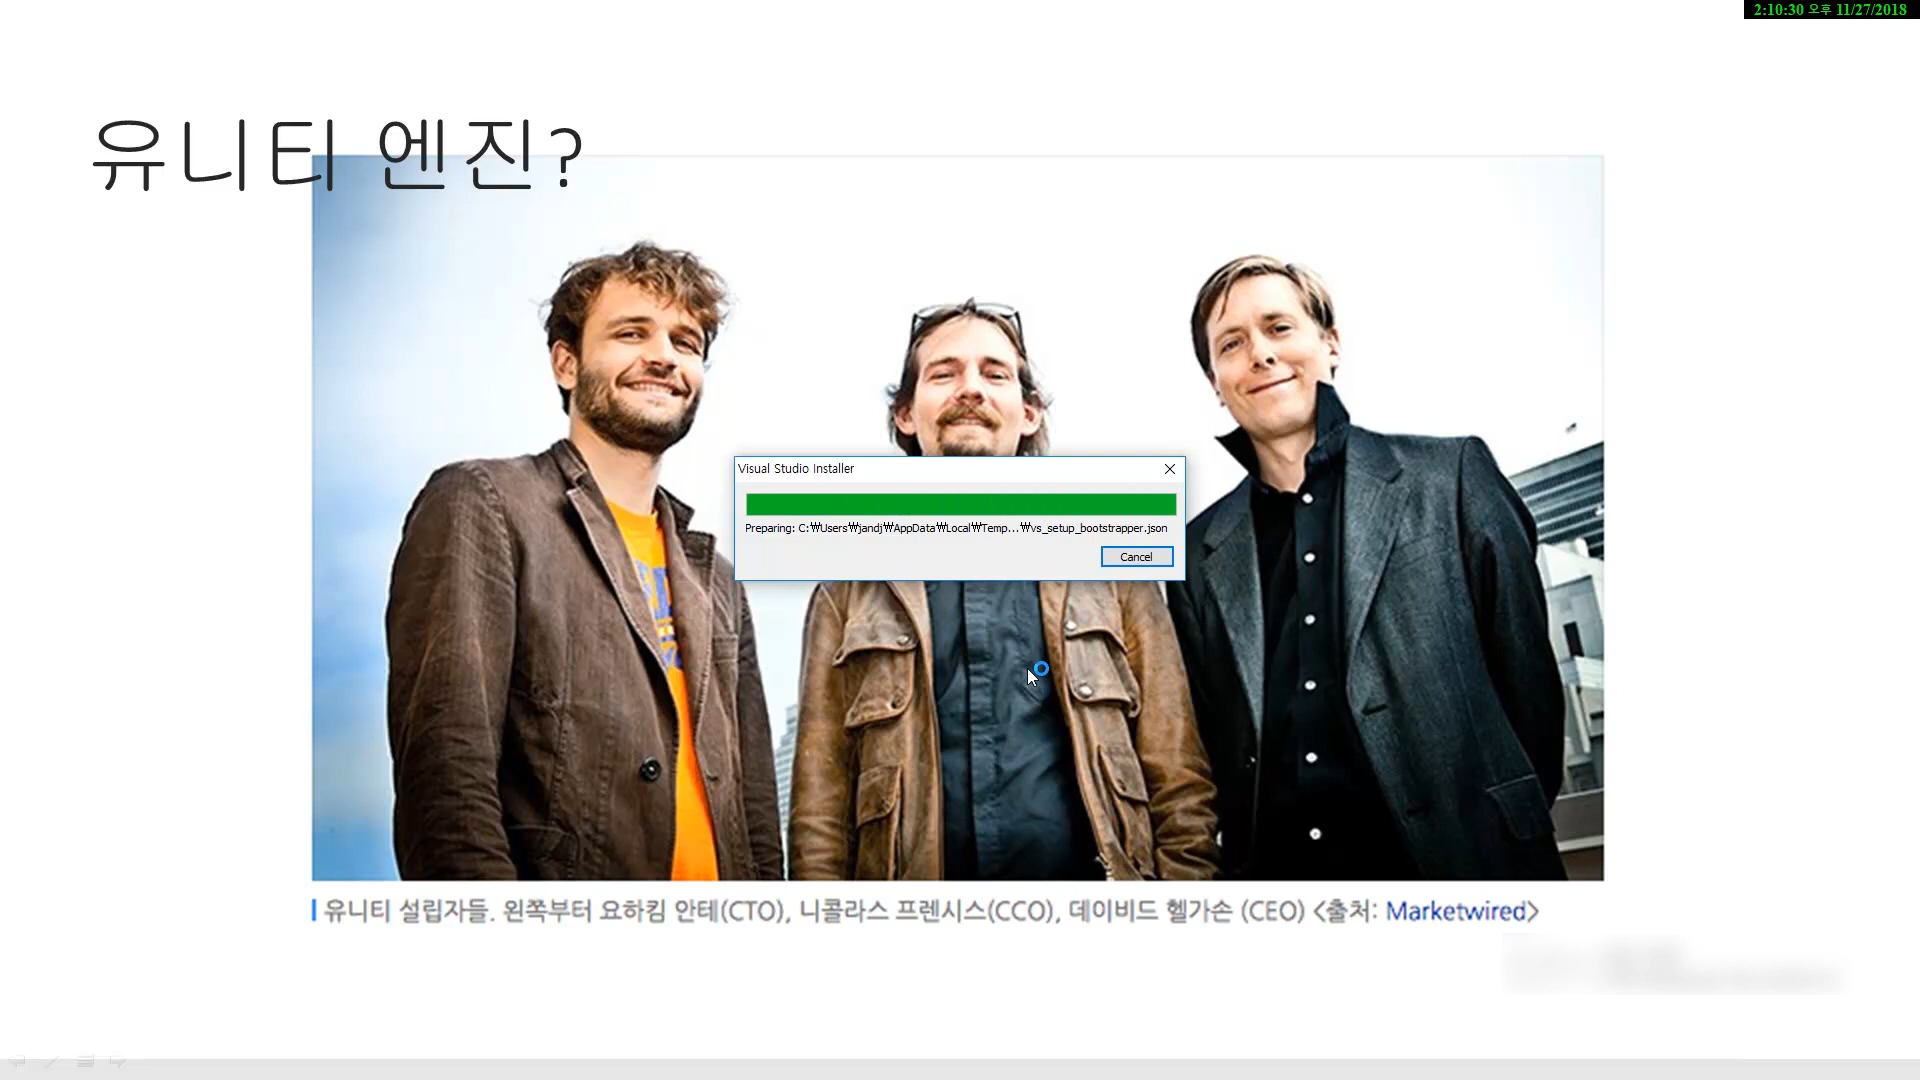 2:10:30 오후 11/27/2018
유니티 엔진?
Visual Studio Installer
Preparing: C:₩Users₩jandj₩AppData₩Local₩Temp...₩vs_setup_bootstrapper.json
Cancel
유니티 설립자들. 왼쪽부터 요하킴 안테(CTO), 니콜라스 프렌시스(CCO), 데이비드 헬가손 (CEO) <출처: Marketwired>